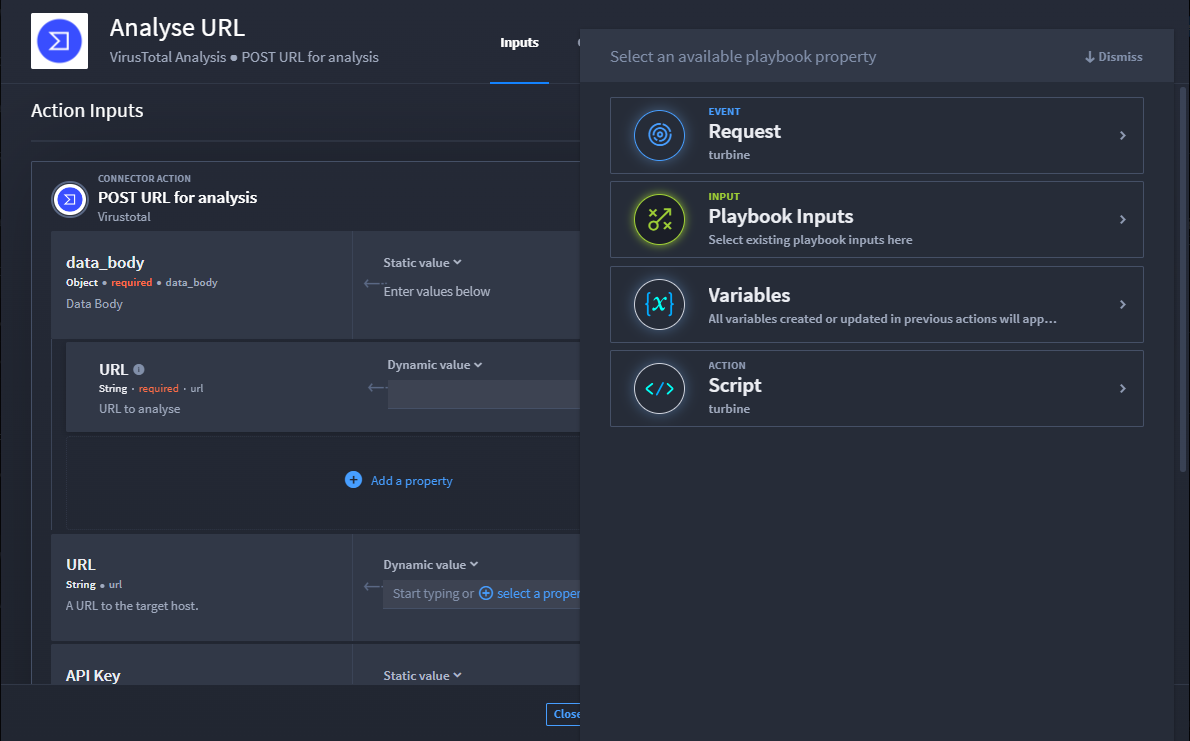 Analyse URL
VirusTotal Analysis ● POST URL for analysis
Inputs
Action Inputs
CONNECTOR ACTION
POST URL for analysis
Virustotal
data_body
Object • required • data_body
Data Body
Static value
Enter values below
URL
String · required · url
URL to analyse
Dynamic value
Add a property
URL
String • url
A URL to the target host.
Dynamic value
Start typing or select a proper
API Key
Static value
Close
Select an available playbook property
Dismiss
EVENT
Request
turbine
INPUT
Playbook Inputs
Select existing playbook inputs here
{x}
Variables
All variables created or updated in previous actions will app...
</>
ACTION
Script
turbine